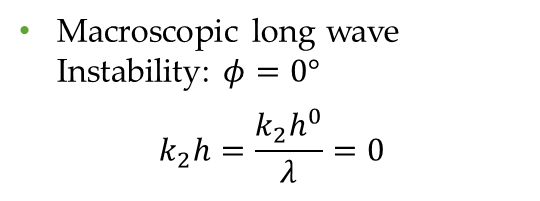 • Macroscopic long wave
Instability: 𝜙 = 0°
𝑘₂ℎ = 𝑘₂ℎ⁰ / 𝜆 = 0